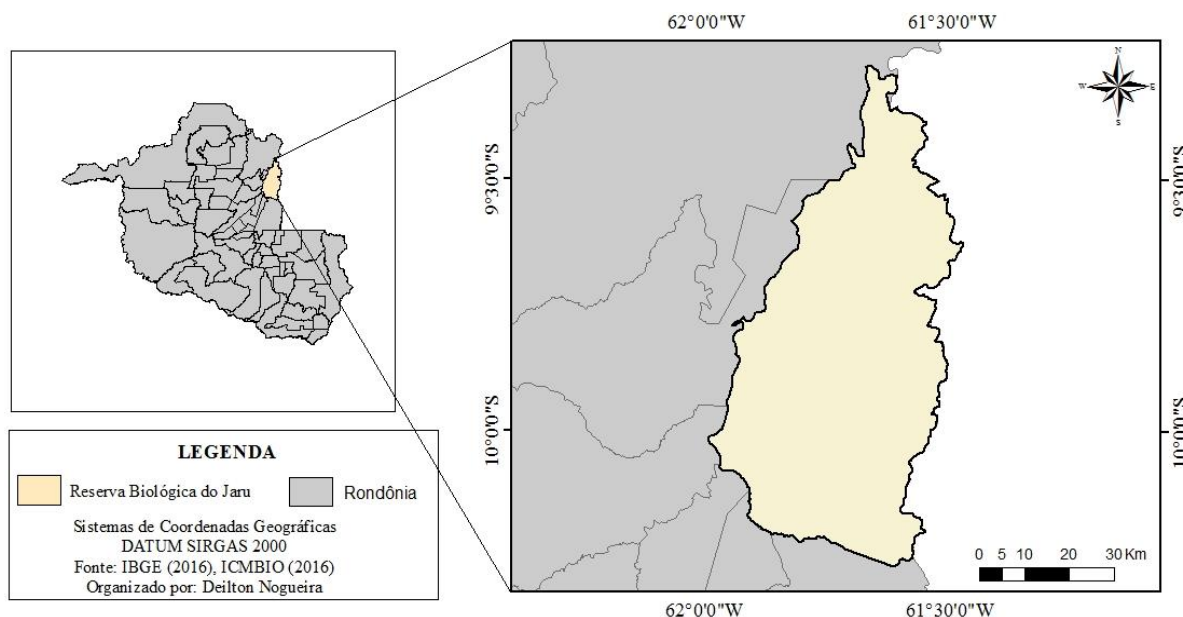 62°0'0"W 61°30'0"W
N
W E
S
9°30'0"S 9°30'0"S
10°0'0"S 10°0'0"S
LEGENDA
Reserva Biológica do Jaru Rondônia
Sistemas de Coordenadas Geográficas
DATUM SIRGAS 2000
Fonte: IBGE (2016), ICMBIO (2016)
Organizado por: Deilton Nogueira
0 5 10 20 30 Km
62°0'0"W 61°30'0"W